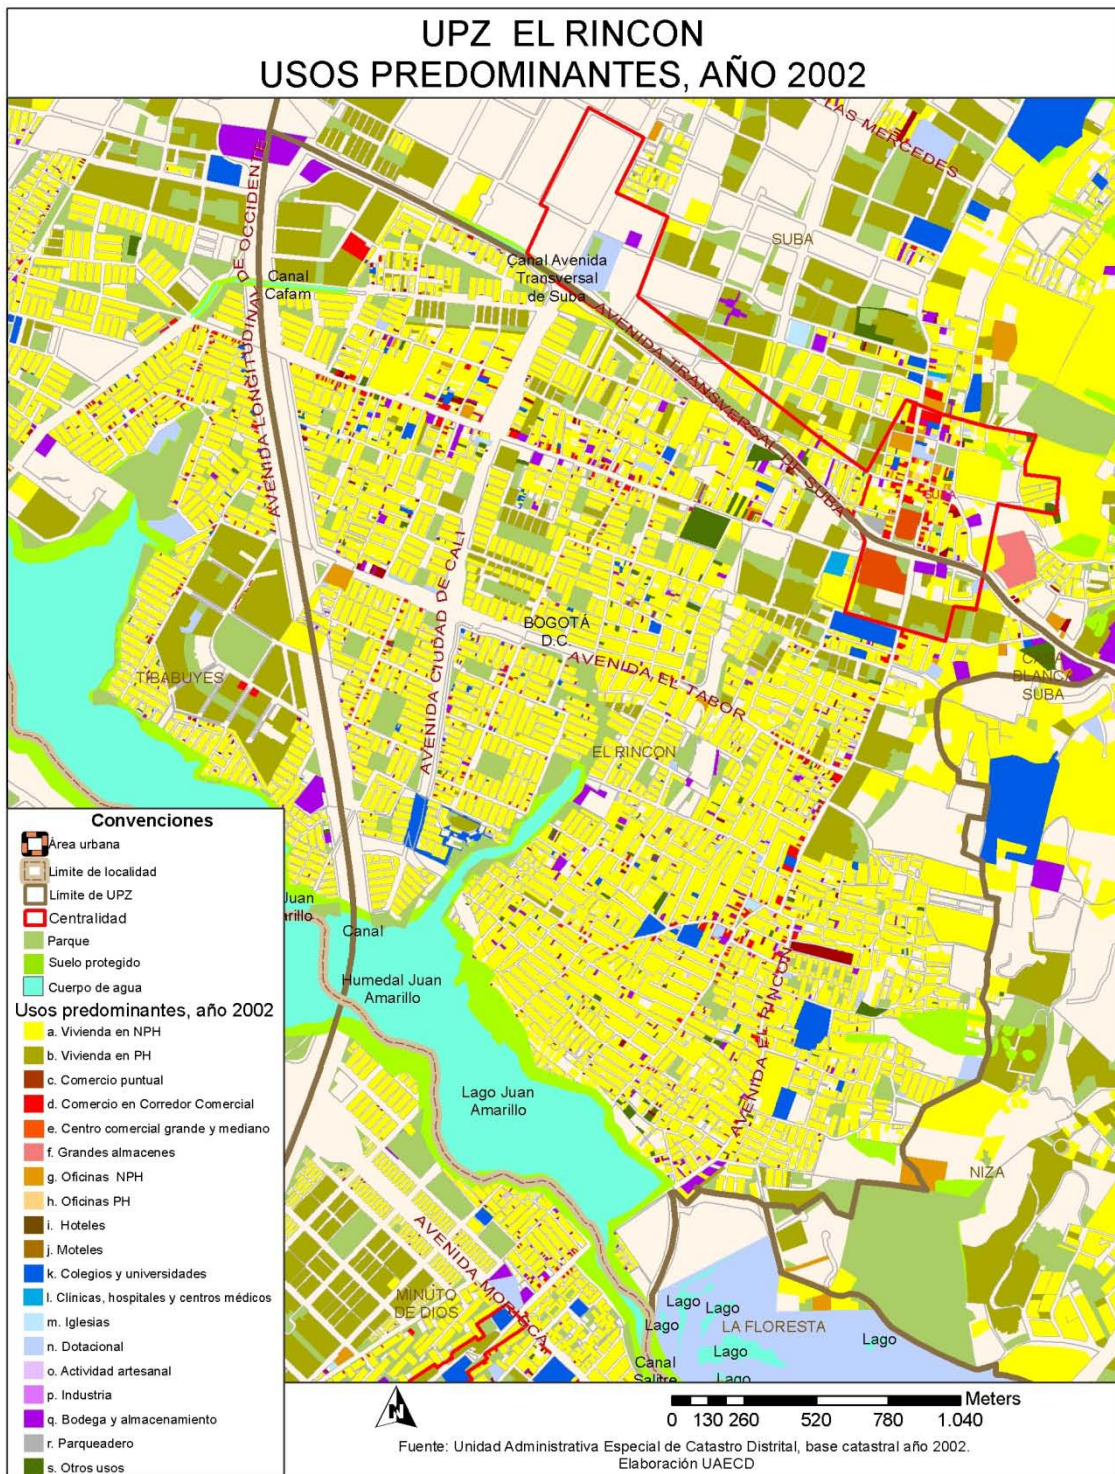 UPZ EL RINCON
USOS PREDOMINANTES, AÑO 2002
LAS MERCEDES
SUBA
AVENIDA LONGITUDINAL DE OCCIDENTE
Canal
Cafam
Canal Avenida
Transversal
de Suba
AVENIDA TRANSVERSAL DE SUBA
SUBA
AVENIDA CIUDAD DE CALI
BOGOTÁ
D.C.
AVENIDA EL TABOR
TIBABUYES
EL RINCON
CASA
BLANCA
SUBA
Juan
Canal
Humedal Juan
Amarillo
Lago Juan
Amarillo
AVENIDA EL RINCON
NIZA
AVENIDA MORISCA
MINUTO
DE DIOS
Lago
Lago
Lago
LA FLORESTA
Lago
Lago
Canal
Salitre
Lago
Convenciones
Área urbana
Limite de localidad
Límite de UPZ
Centralidad
Parque
Suelo protegido
Cuerpo de agua
Usos predominantes, año 2002
a. Vivienda en NPH
b. Vivienda en PH
c. Comercio puntual
d. Comercio en Corredor Comercial
e. Centro comercial grande y mediano
f. Grandes almacenes
g. Oficinas NPH
h. Oficinas PH
i. Hoteles
j. Moteles
k. Colegios y universidades
l. Clínicas, hospitales y centros médicos
m. Iglesias
n. Dotacional
o. Actividad artesanal
p. Industria
q. Bodega y almacenamiento
r. Parqueadero
s. Otros usos
N
Meters
0 130 260 520 780 1.040
Fuente: Unidad Administrativa Especial de Catastro Distrital, base catastral año 2002.
Elaboración UAECD